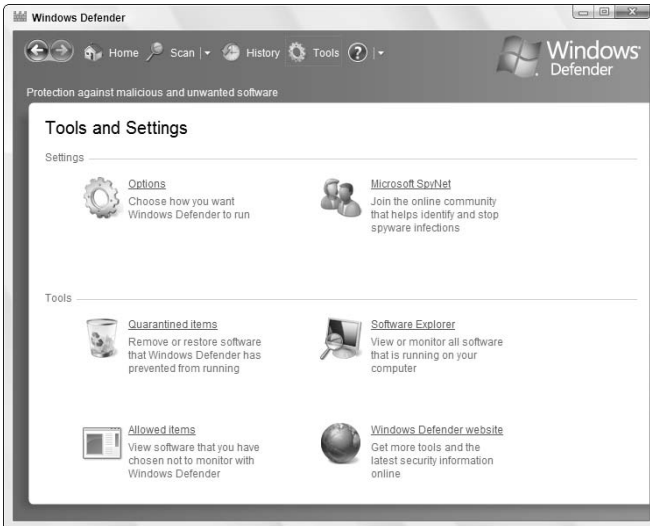 Windows Defender
Home Scan History Tools ?
Windows
Defender
Protection against malicious and unwanted software
Tools and Settings
Settings
Options
Choose how you want
Windows Defender to run
Microsoft SpyNet
Join the online community
that helps identify and stop
spyware infections
Tools
Quarantined items
Remove or restore software
that Windows Defender has
prevented from running
Software Explorer
View or monitor all software
that is running on your
computer
Allowed items
View software that you have
chosen not to monitor with
Windows Defender
Windows Defender website
Get more tools and the
latest security information
online